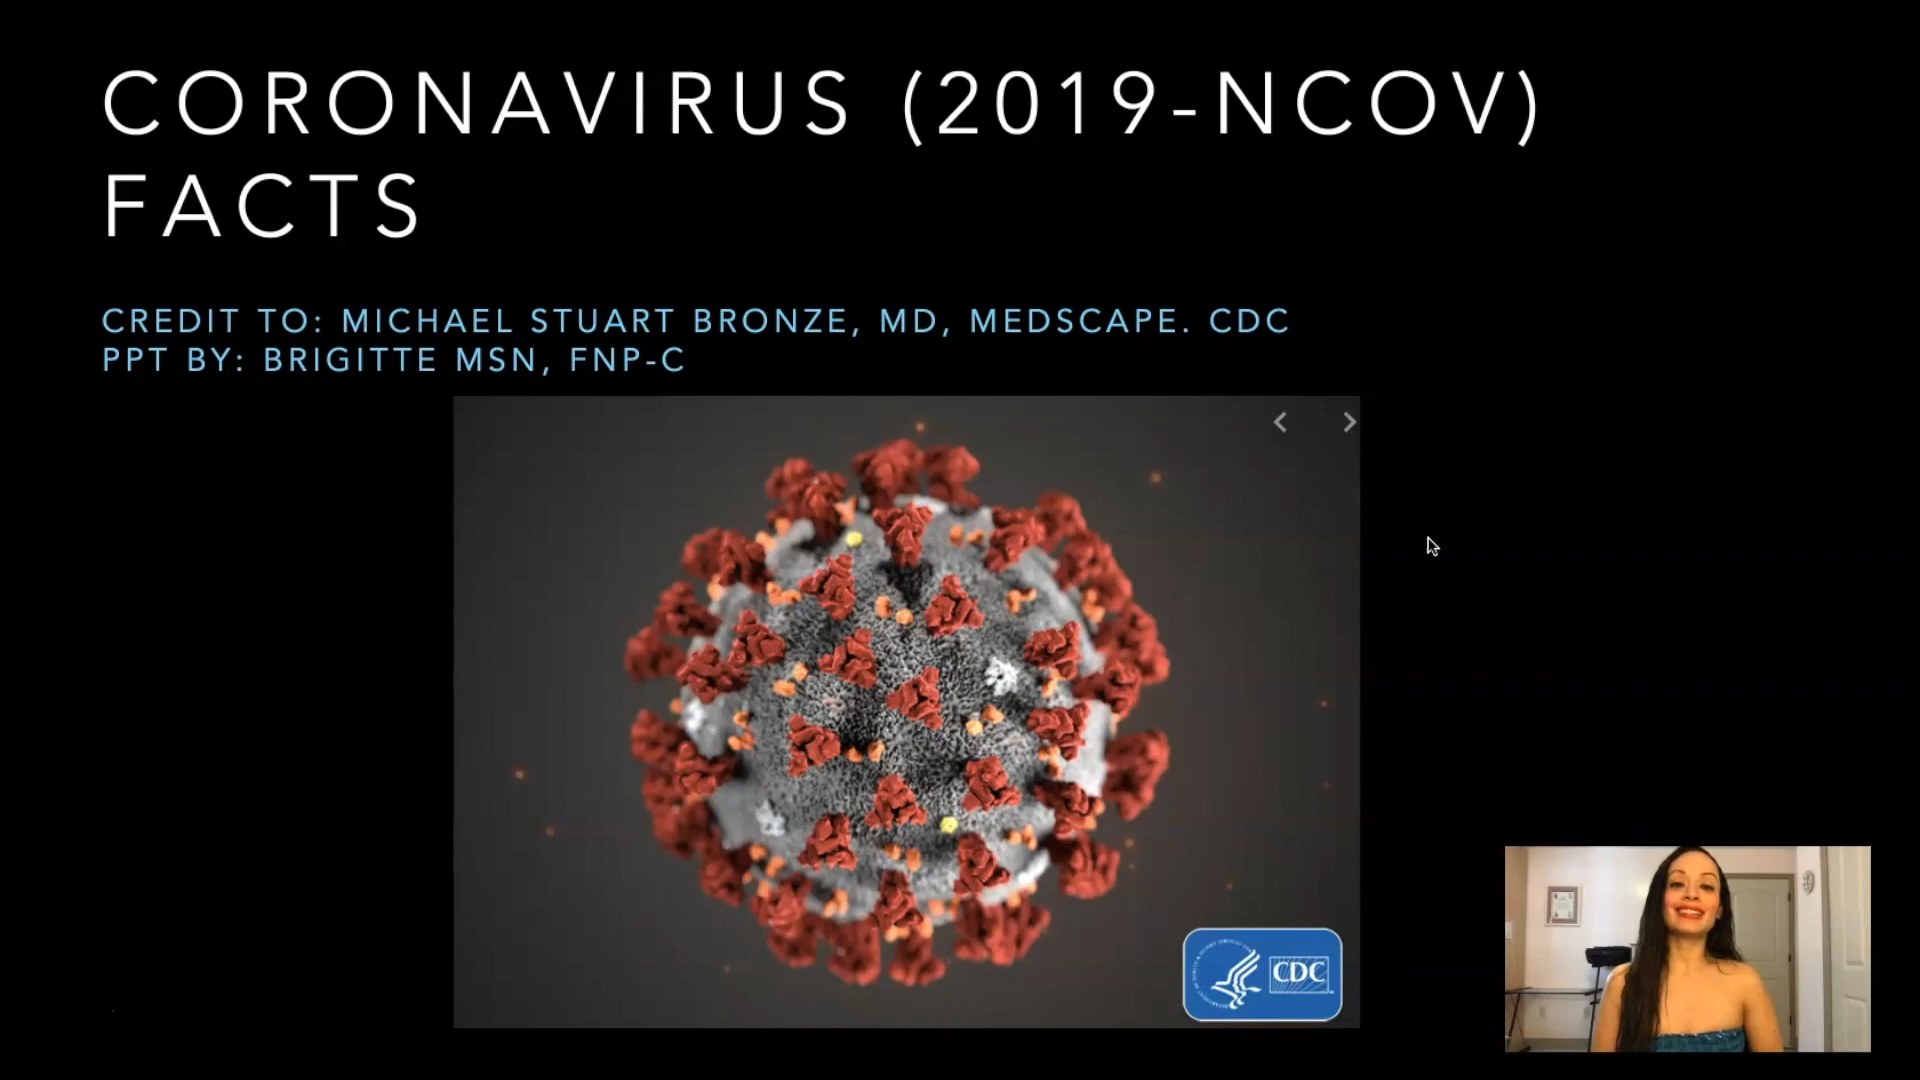 CORONAVIRUS (2019-NCOV)
FACTS
CREDIT TO: MICHAEL STUART BRONZE, MD, MEDSCAPE. CDC
PPT BY: BRIGITTE MSN, FNP-C
CDC